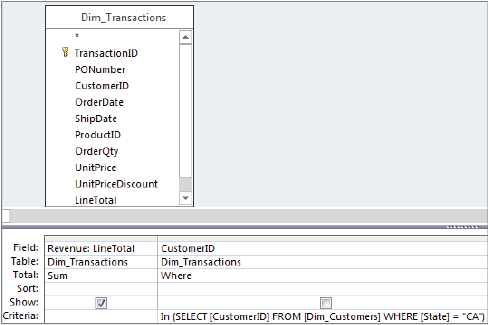 Dim_Transactions
*
TransactionID
PONumber
CustomerID
OrderDate
ShipDate
ProductID
OrderQty
UnitPrice
UnitPriceDiscount
LineTotal
Field: Revenue: LineTotal CustomerID
Table: Dim_Transactions Dim_Transactions
Total: Sum Where
Sort:
Show:
Criteria: In (SELECT [CustomerID] FROM [Dim_Customers] WHERE [State] = "CA")